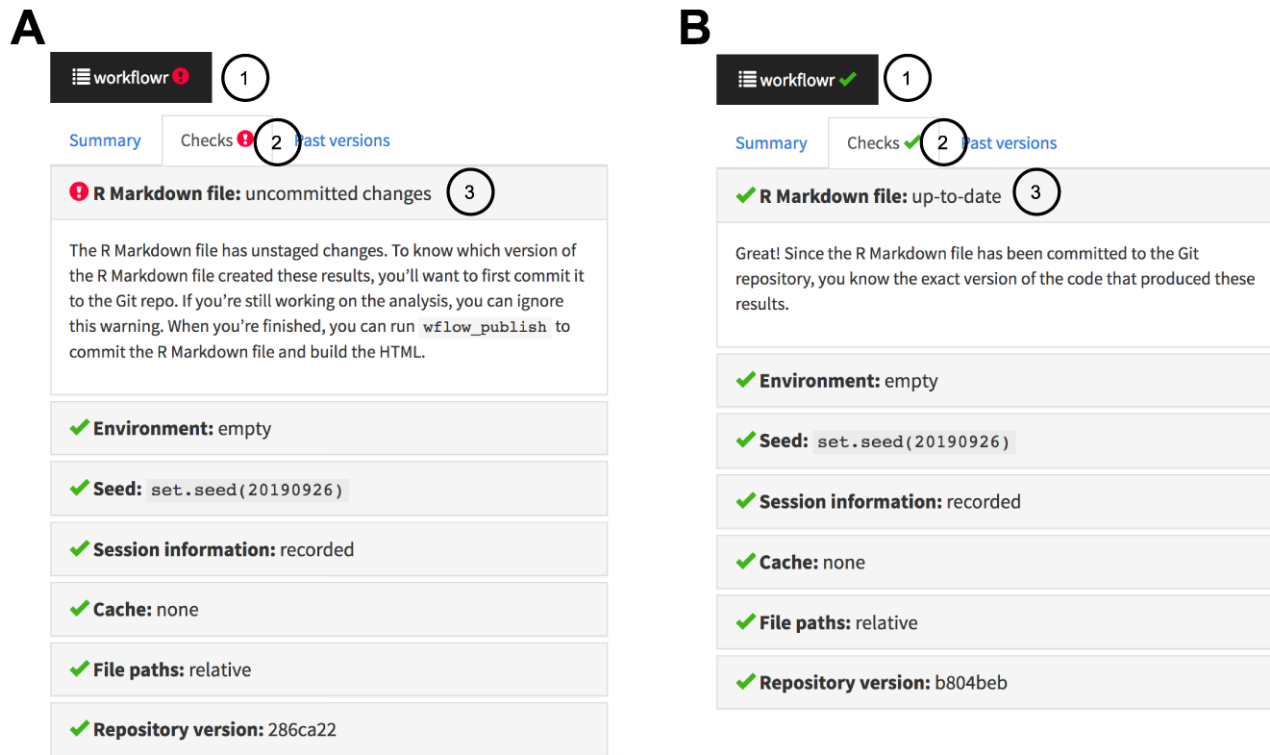 A
workflowr
1
Summary
Checks
2
Past versions
R Markdown file: uncommitted changes
3
The R Markdown file has unstaged changes. To know which version of
the R Markdown file created these results, you’ll want to first commit it
to the Git repo. If you’re still working on the analysis, you can ignore
this warning. When you’re finished, you can run wflow_publish to
commit the R Markdown file and build the HTML.
Environment: empty
Seed: set.seed(20190926)
Session information: recorded
Cache: none
File paths: relative
Repository version: 286ca22
B
workflowr
1
Summary
Checks
2
Past versions
R Markdown file: up-to-date
3
Great! Since the R Markdown file has been committed to the Git
repository, you know the exact version of the code that produced these
results.
Environment: empty
Seed: set.seed(20190926)
Session information: recorded
Cache: none
File paths: relative
Repository version: b804beb